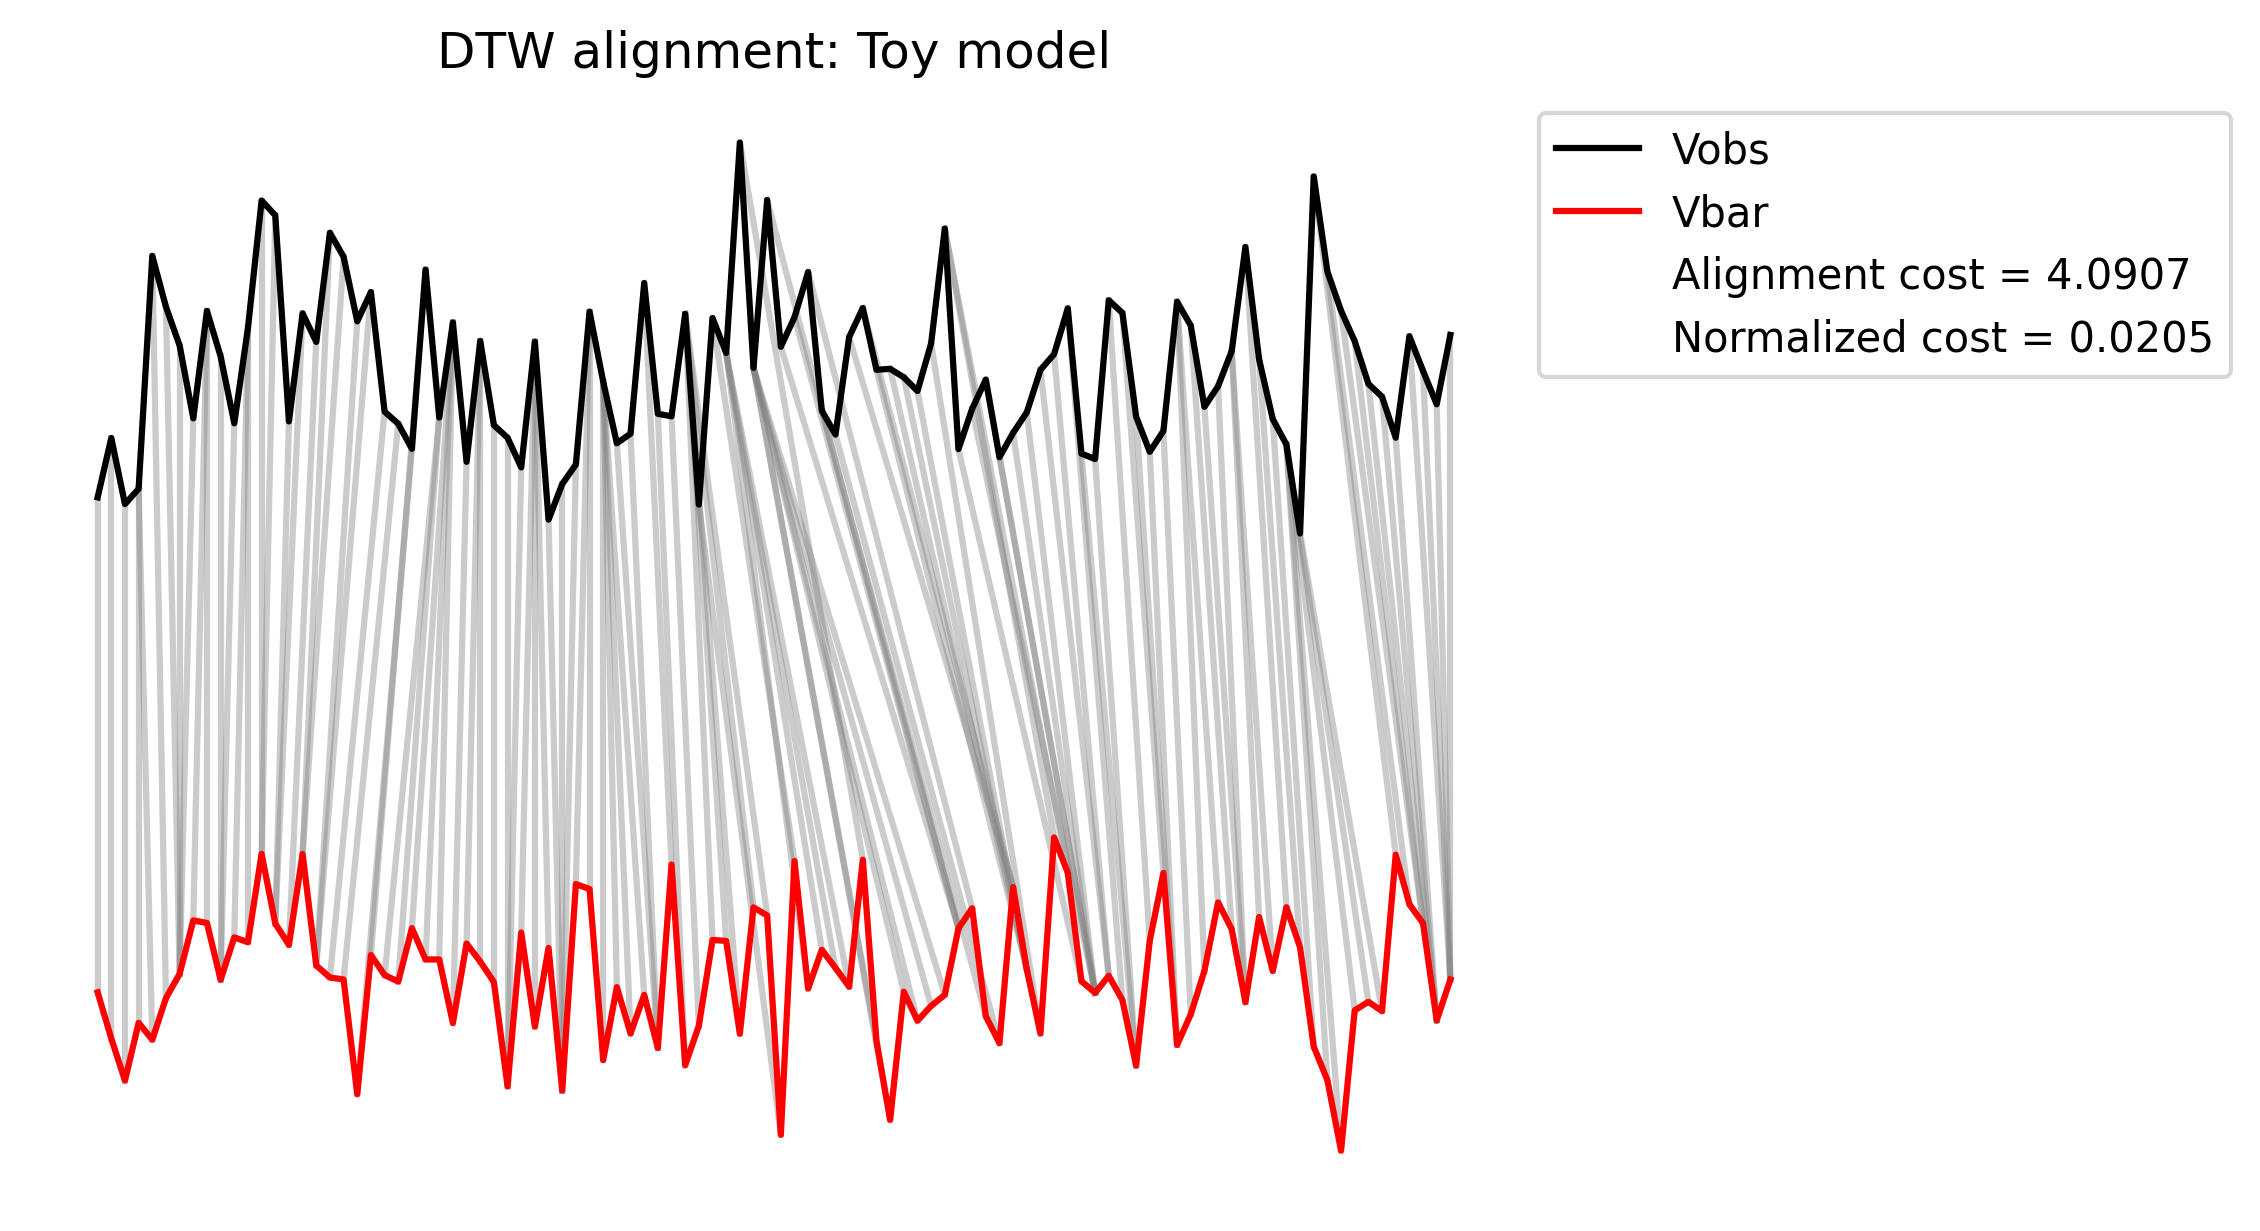 DTW alignment: Toy model
Vobs
Vbar
Alignment cost = 4.0907
Normalized cost = 0.0205